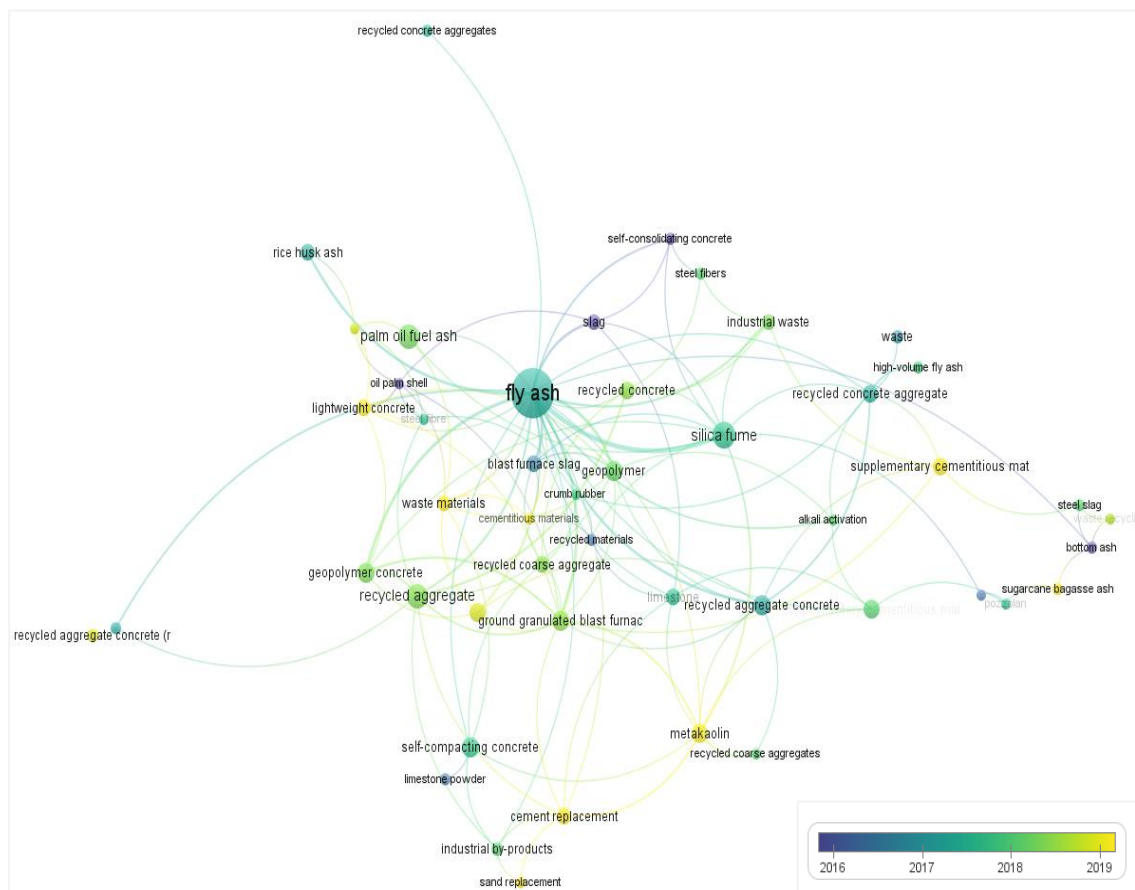 recycled concrete aggregates
self-consolidating concrete
rice husk ash
steel fibers
slag
industrial waste
palm oil fuel ash
waste
high-volume fly ash
oil palm shell
fly ash
recycled concrete
recycled concrete aggregate
lightweight concrete
steel fibre
silica fume
blast furnace slag
geopolymer
supplementary cementitious mat
crumb rubber
waste materials
steel slag
cementitious materials
alkali activation
waste recycli
recycled materials
bottom ash
recycled coarse aggregate
geopolymer concrete
sugarcane bagasse ash
recycled aggregate
limestone
recycled aggregate concrete
pozzolan
ground granulated blast furnac
recycled aggregate concrete (r
metakaolin
self-compacting concrete
recycled coarse aggregates
limestone powder
cement replacement
industrial by-products
sand replacement
2016
2017
2018
2019